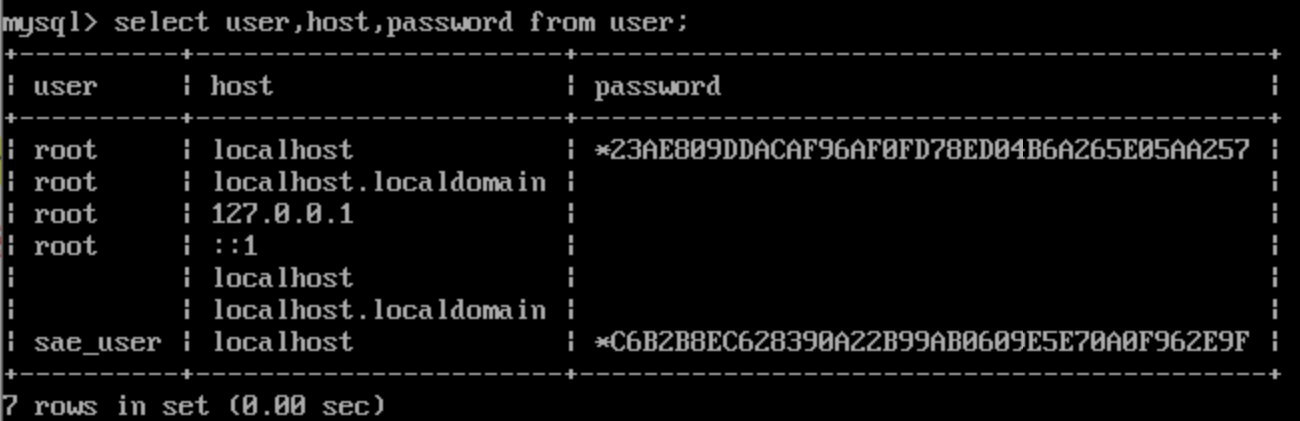 mysql> select user,host,password from user;
+----------+-----------------------+-------------------------------------------+
| user | host | password |
+----------+-----------------------+-------------------------------------------+
| root | localhost | *23AE809DDACAF96AF0FD78ED04B6A265E05AA257 |
| root | localhost.localdomain | |
| root | 127.0.0.1 | |
| root | ::1 | |
| | localhost | |
| | localhost.localdomain | |
| sae_user | localhost | *C6B2B8EC628390A22B99AB0609E5E70A0F962E9F |
+----------+-----------------------+-------------------------------------------+
7 rows in set (0.00 sec)